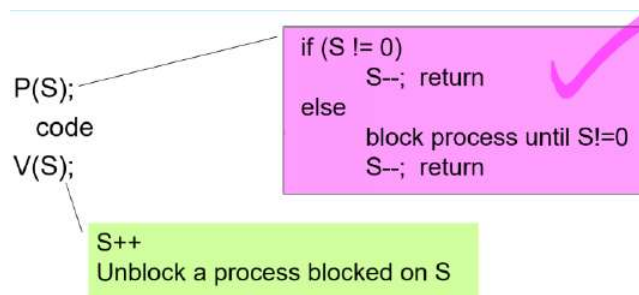 P(S);
code
V(S);
if (S != 0)
S--; return
else
block process until S!=0
S--; return
S++
Unblock a process blocked on S